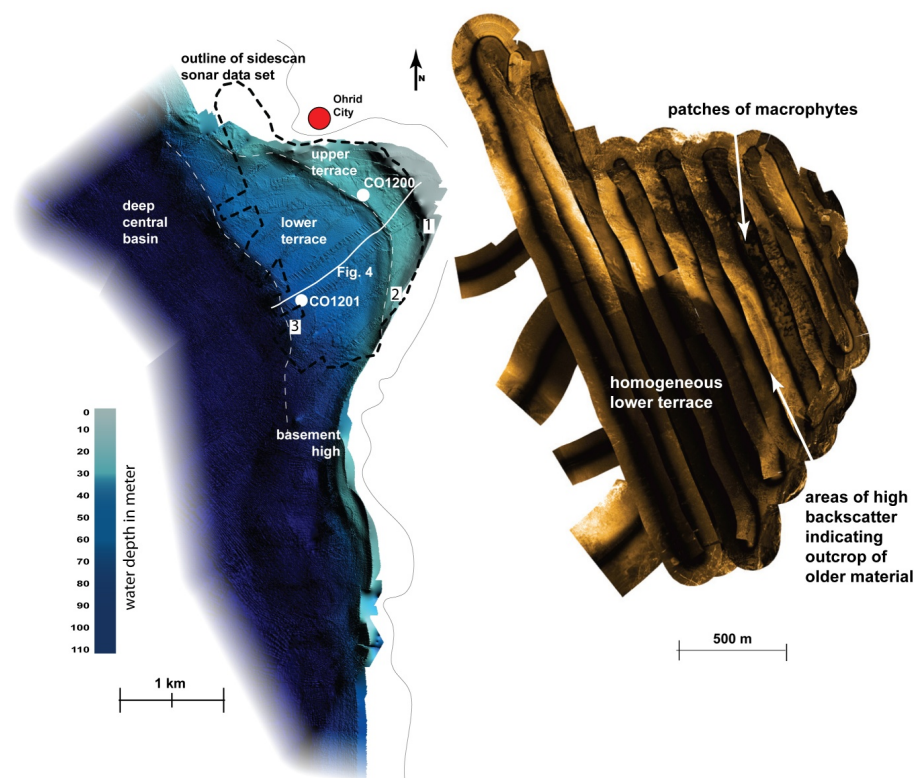 outline of sidescan
sonar data set
N
Ohrid
City
upper
terrace
CO1200
deep
central
basin
lower
terrace
1
Fig. 4
2
CO1201
3
basement
high
0
10
20
30
40
50
60
70
80
90
100
110
water depth in meter
1 km
patches of macrophytes
homogeneous
lower terrace
areas of high
backscatter
indicating
outcrop of
older material
500 m